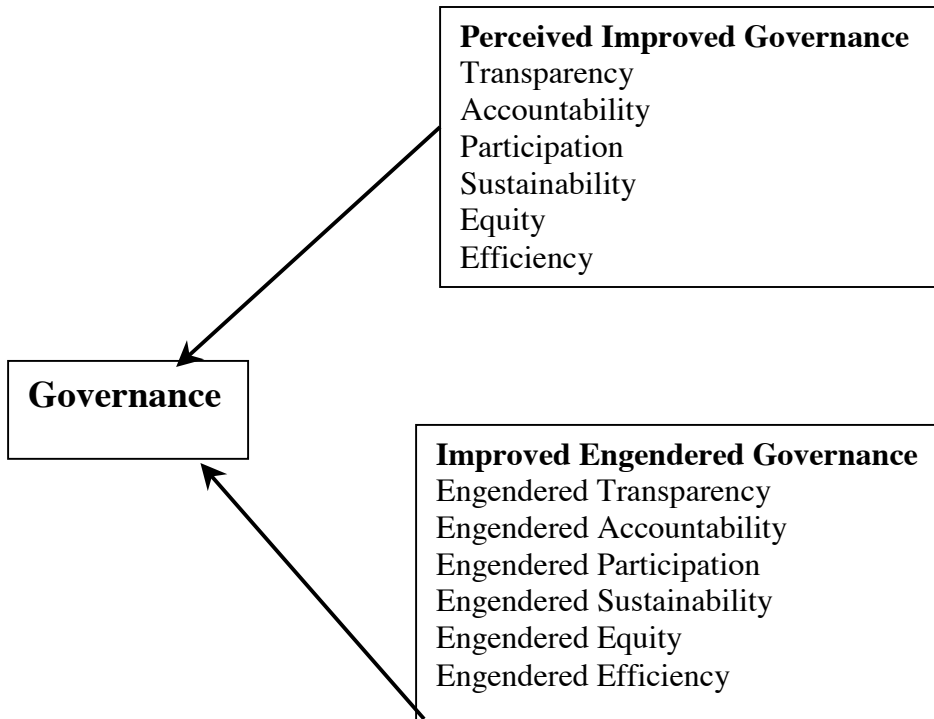 Perceived Improved Governance
Transparency
Accountability
Participation
Sustainability
Equity
Efficiency
Governance
Improved Engendered Governance
Engendered Transparency
Engendered Accountability
Engendered Participation
Engendered Sustainability
Engendered Equity
Engendered Efficiency